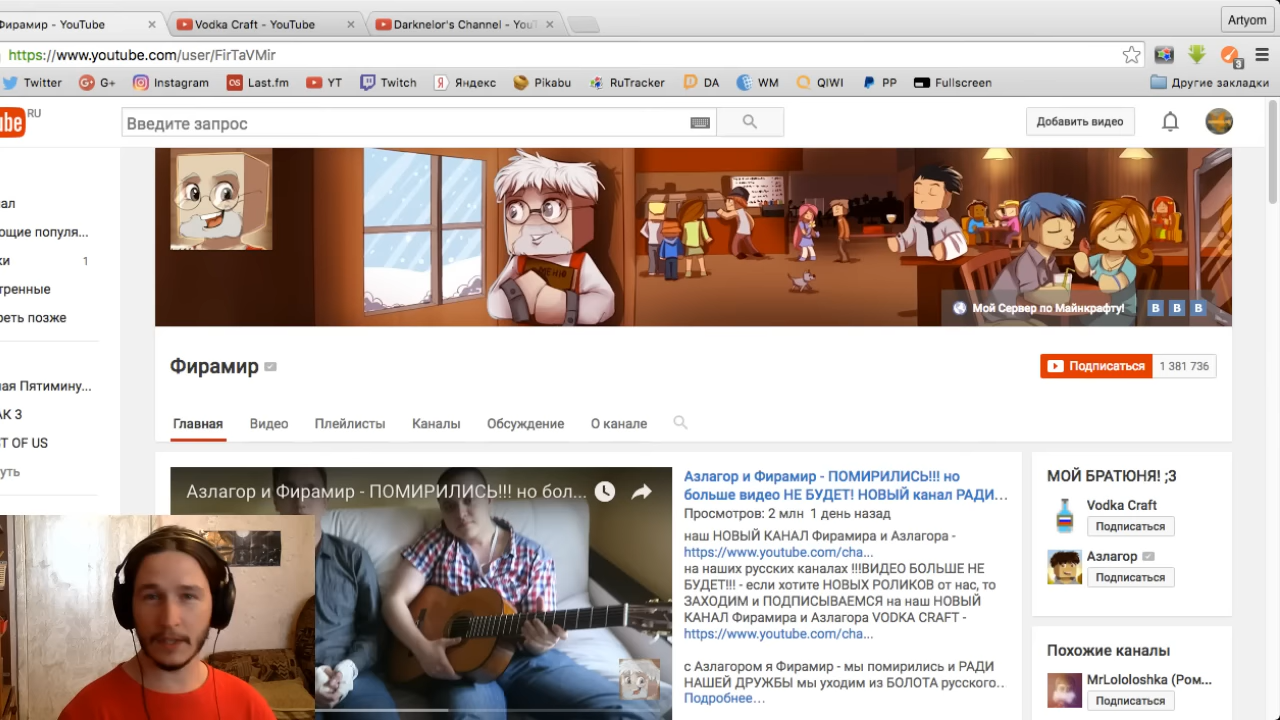 Фирамир - YouTube
Vodka Craft - YouTube
Darknelor's Channel - You
Artyom
https://www.youtube.com/user/FirTaVMir
Twitter
G+
Instagram
Last.fm
YT
Twitch
Яндекс
Pikabu
RuTracker
DA
WM
QIWI
PP
Fullscreen
Другие закладки
RU
Введите запрос
Добавить видео
ал
ющие популя...
ки 1
тренные
реть позже
ная Пятимину...
АК 3
ST OF US
нуть
МЕНЮ
Мой Сервер по Майнкрафту!
B B B
Фирамир
Подписаться 1 381 736
Главная
Видео
Плейлисты
Каналы
Обсуждение
О канале
Азлагор и Фирамир - ПОМИРИЛИСЬ!!! но бол...
Азлагор и Фирамир - ПОМИРИЛИСЬ!!! но
больше видео НЕ БУДЕТ! НОВЫЙ канал РАДИ...
Просмотров: 2 млн 1 день назад
наш НОВЫЙ КАНАЛ Фирамира и Азлагора -
https://www.youtube.com/cha...
на наших русских каналах !!!ВИДЕО БОЛЬШЕ НЕ
БУДЕТ!!! - если хотите НОВЫХ РОЛИКОВ от нас, то
ЗАХОДИМ и ПОДПИСЫВАЕМСЯ на наш НОВЫЙ
КАНАЛ Фирамира и Азлагора VODKA CRAFT -
https://www.youtube.com/cha...
с Азлагором я Фирамир - мы помирились и РАДИ
НАШЕЙ ДРУЖБЫ мы уходим из БОЛОТА русского..
Подробнее...
МОЙ БРАТЮНЯ! ;3
Vodka Craft
Подписаться
Азлагор
Подписаться
Похожие каналы
MrLololoshka (Ром...
Подписаться